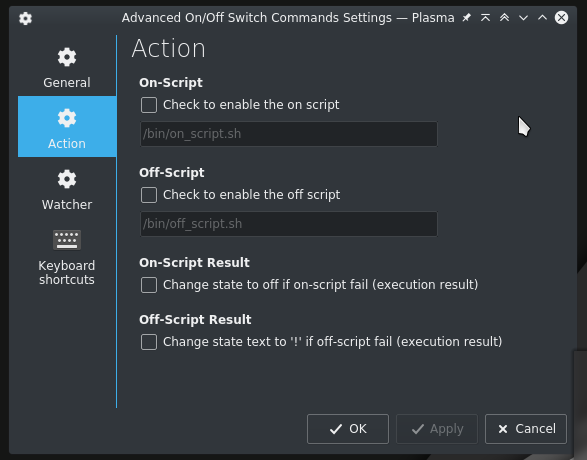 Advanced On/Off Switch Commands Settings — Plasma
General
Action
Watcher
Keyboard
shortcuts
Action
On-Script
Check to enable the on script
/bin/on_script.sh
Off-Script
Check to enable the off script
/bin/off_script.sh
On-Script Result
Change state to off if on-script fail (execution result)
Off-Script Result
Change state text to '!' if off-script fail (execution result)
OK
Apply
Cancel